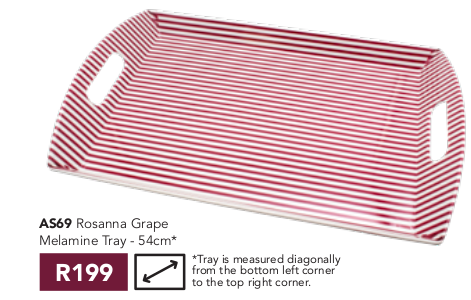 AS69 Rosanna Grape
Melamine Tray - 54cm*
R199
*Tray is measured diagonally
from the bottom left corner
to the top right corner.